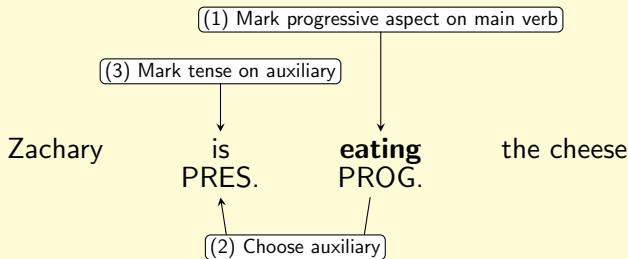 (1) Mark progressive aspect on main verb
(3) Mark tense on auxiliary
Zachary is eating the cheese
PRES. PROG.
(2) Choose auxiliary